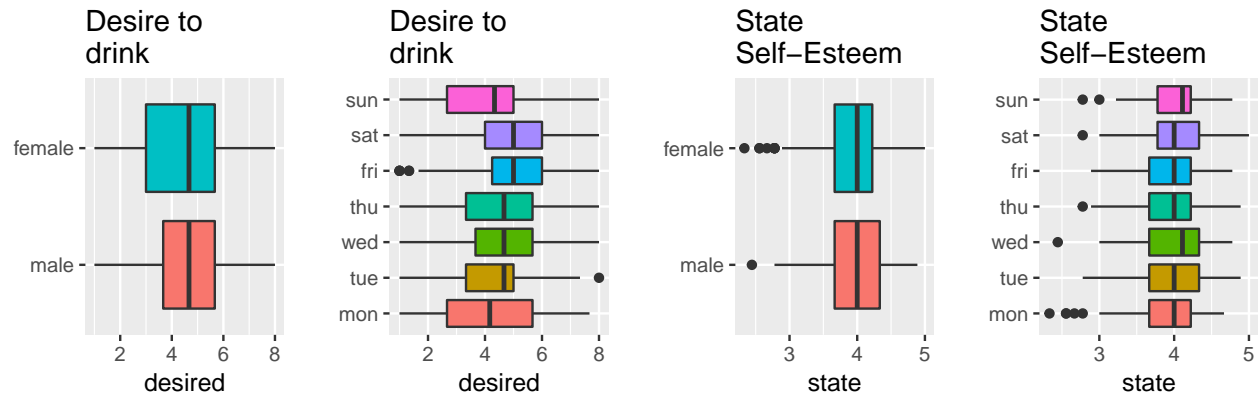 Desire to
drink
female
male
2 4 6 8
desired
Desire to
drink
sun
sat
fri
thu
wed
tue
mon
2 4 6 8
desired
State
Self−Esteem
female
male
3 4 5
state
State
Self−Esteem
sun
sat
fri
thu
wed
tue
mon
3 4 5
state